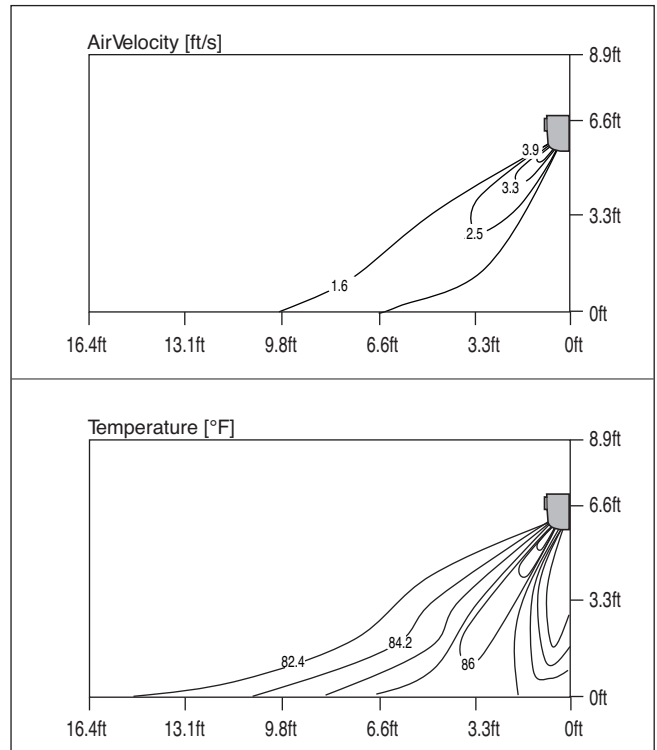 AirVelocity [ft/s]
8.9ft
6.6ft
3.9
3.3
3.3ft
2.5
1.6
0ft
16.4ft 13.1ft 9.8ft 6.6ft 3.3ft 0ft
Temperature [°F]
8.9ft
6.6ft
3.3ft
84.2
82.4
86
0ft
16.4ft 13.1ft 9.8ft 6.6ft 3.3ft 0ft